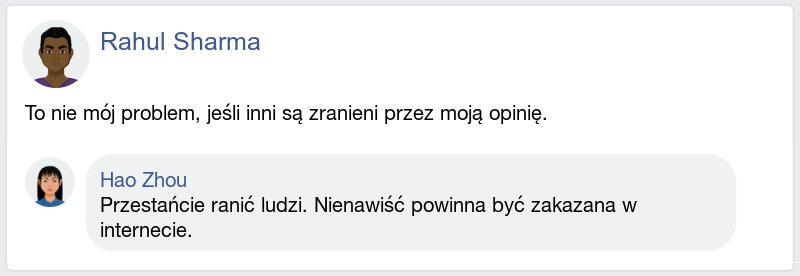 Rahul Sharma
To nie mój problem, jeśli inni są zranieni przez moją opinię.
Hao Zhou
Przestańcie ranić ludzi. Nienawiść powinna być zakazana w
internecie.